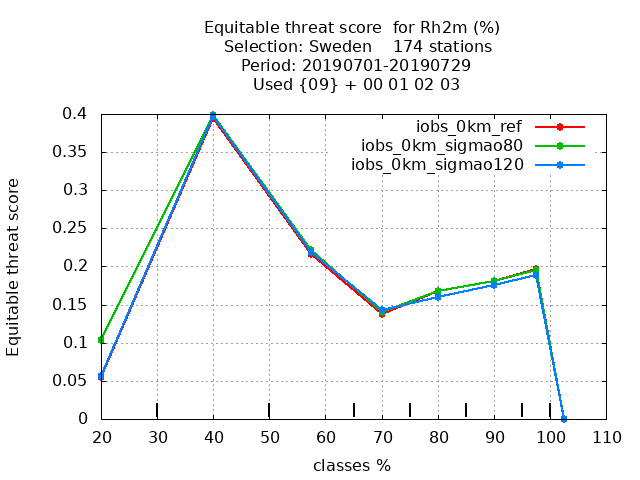 Equitable threat score  for Rh2m (%)
Selection: Sweden    174 stations
Period: 20190701-20190729
Used {09} + 00 01 02 03
iobs_0km_ref
iobs_0km_sigmao80
iobs_0km_sigmao120
0.4
0.35
0.3
0.25
0.2
0.15
0.1
0.05
0
Equitable threat score
20 30 40 50 60 70 80 90 100 110
classes %